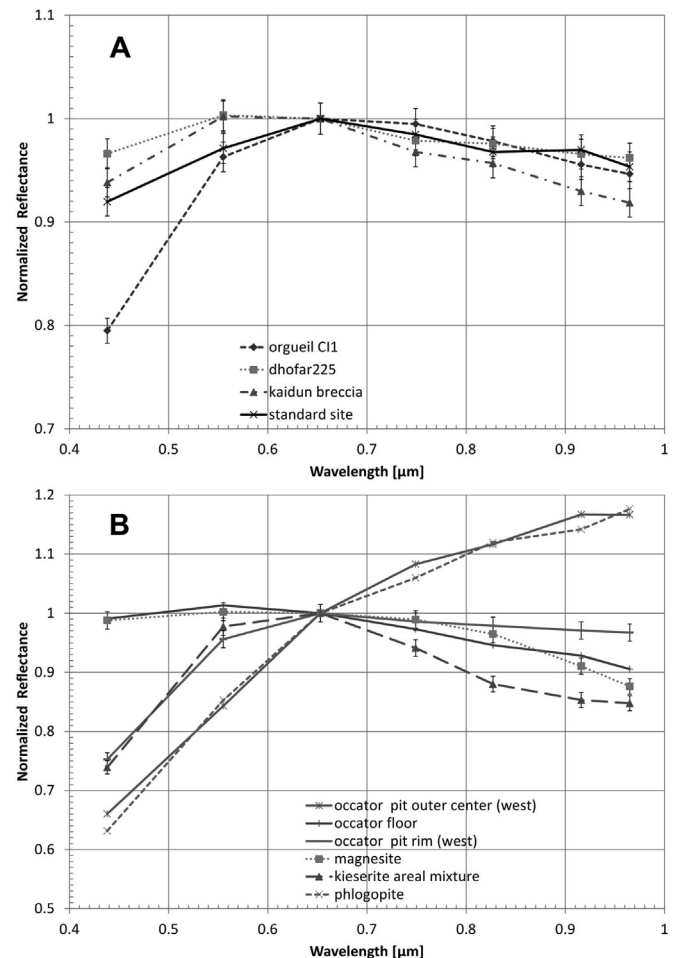 A
1.1
1
0.9
0.8
0.7
Normalized Reflectance
orgueil CI1
dhofar225
kaidun breccia
standard site
0.4 0.5 0.6 0.7 0.8 0.9 1
Wavelength [µm]
B
1.2
1.1
1
0.9
0.8
0.7
0.6
0.5
Normalized Reflectance
occator pit outer center (west)
occator floor
occator pit rim (west)
magnesite
kieserite areal mixture
phlogopite
0.4 0.5 0.6 0.7 0.8 0.9 1
Wavelength [µm]